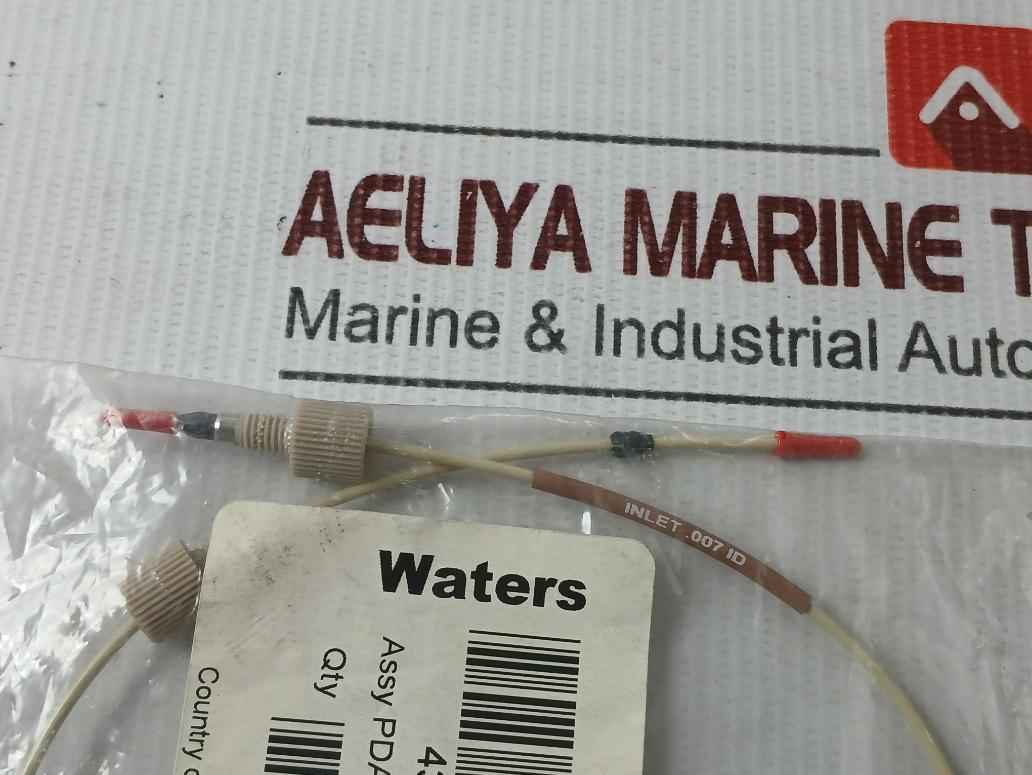 AELIYA MARINE T
Marine & Industrial Auto
INLET .007 ID
Waters
43
Assy PDA
Qty
Country o